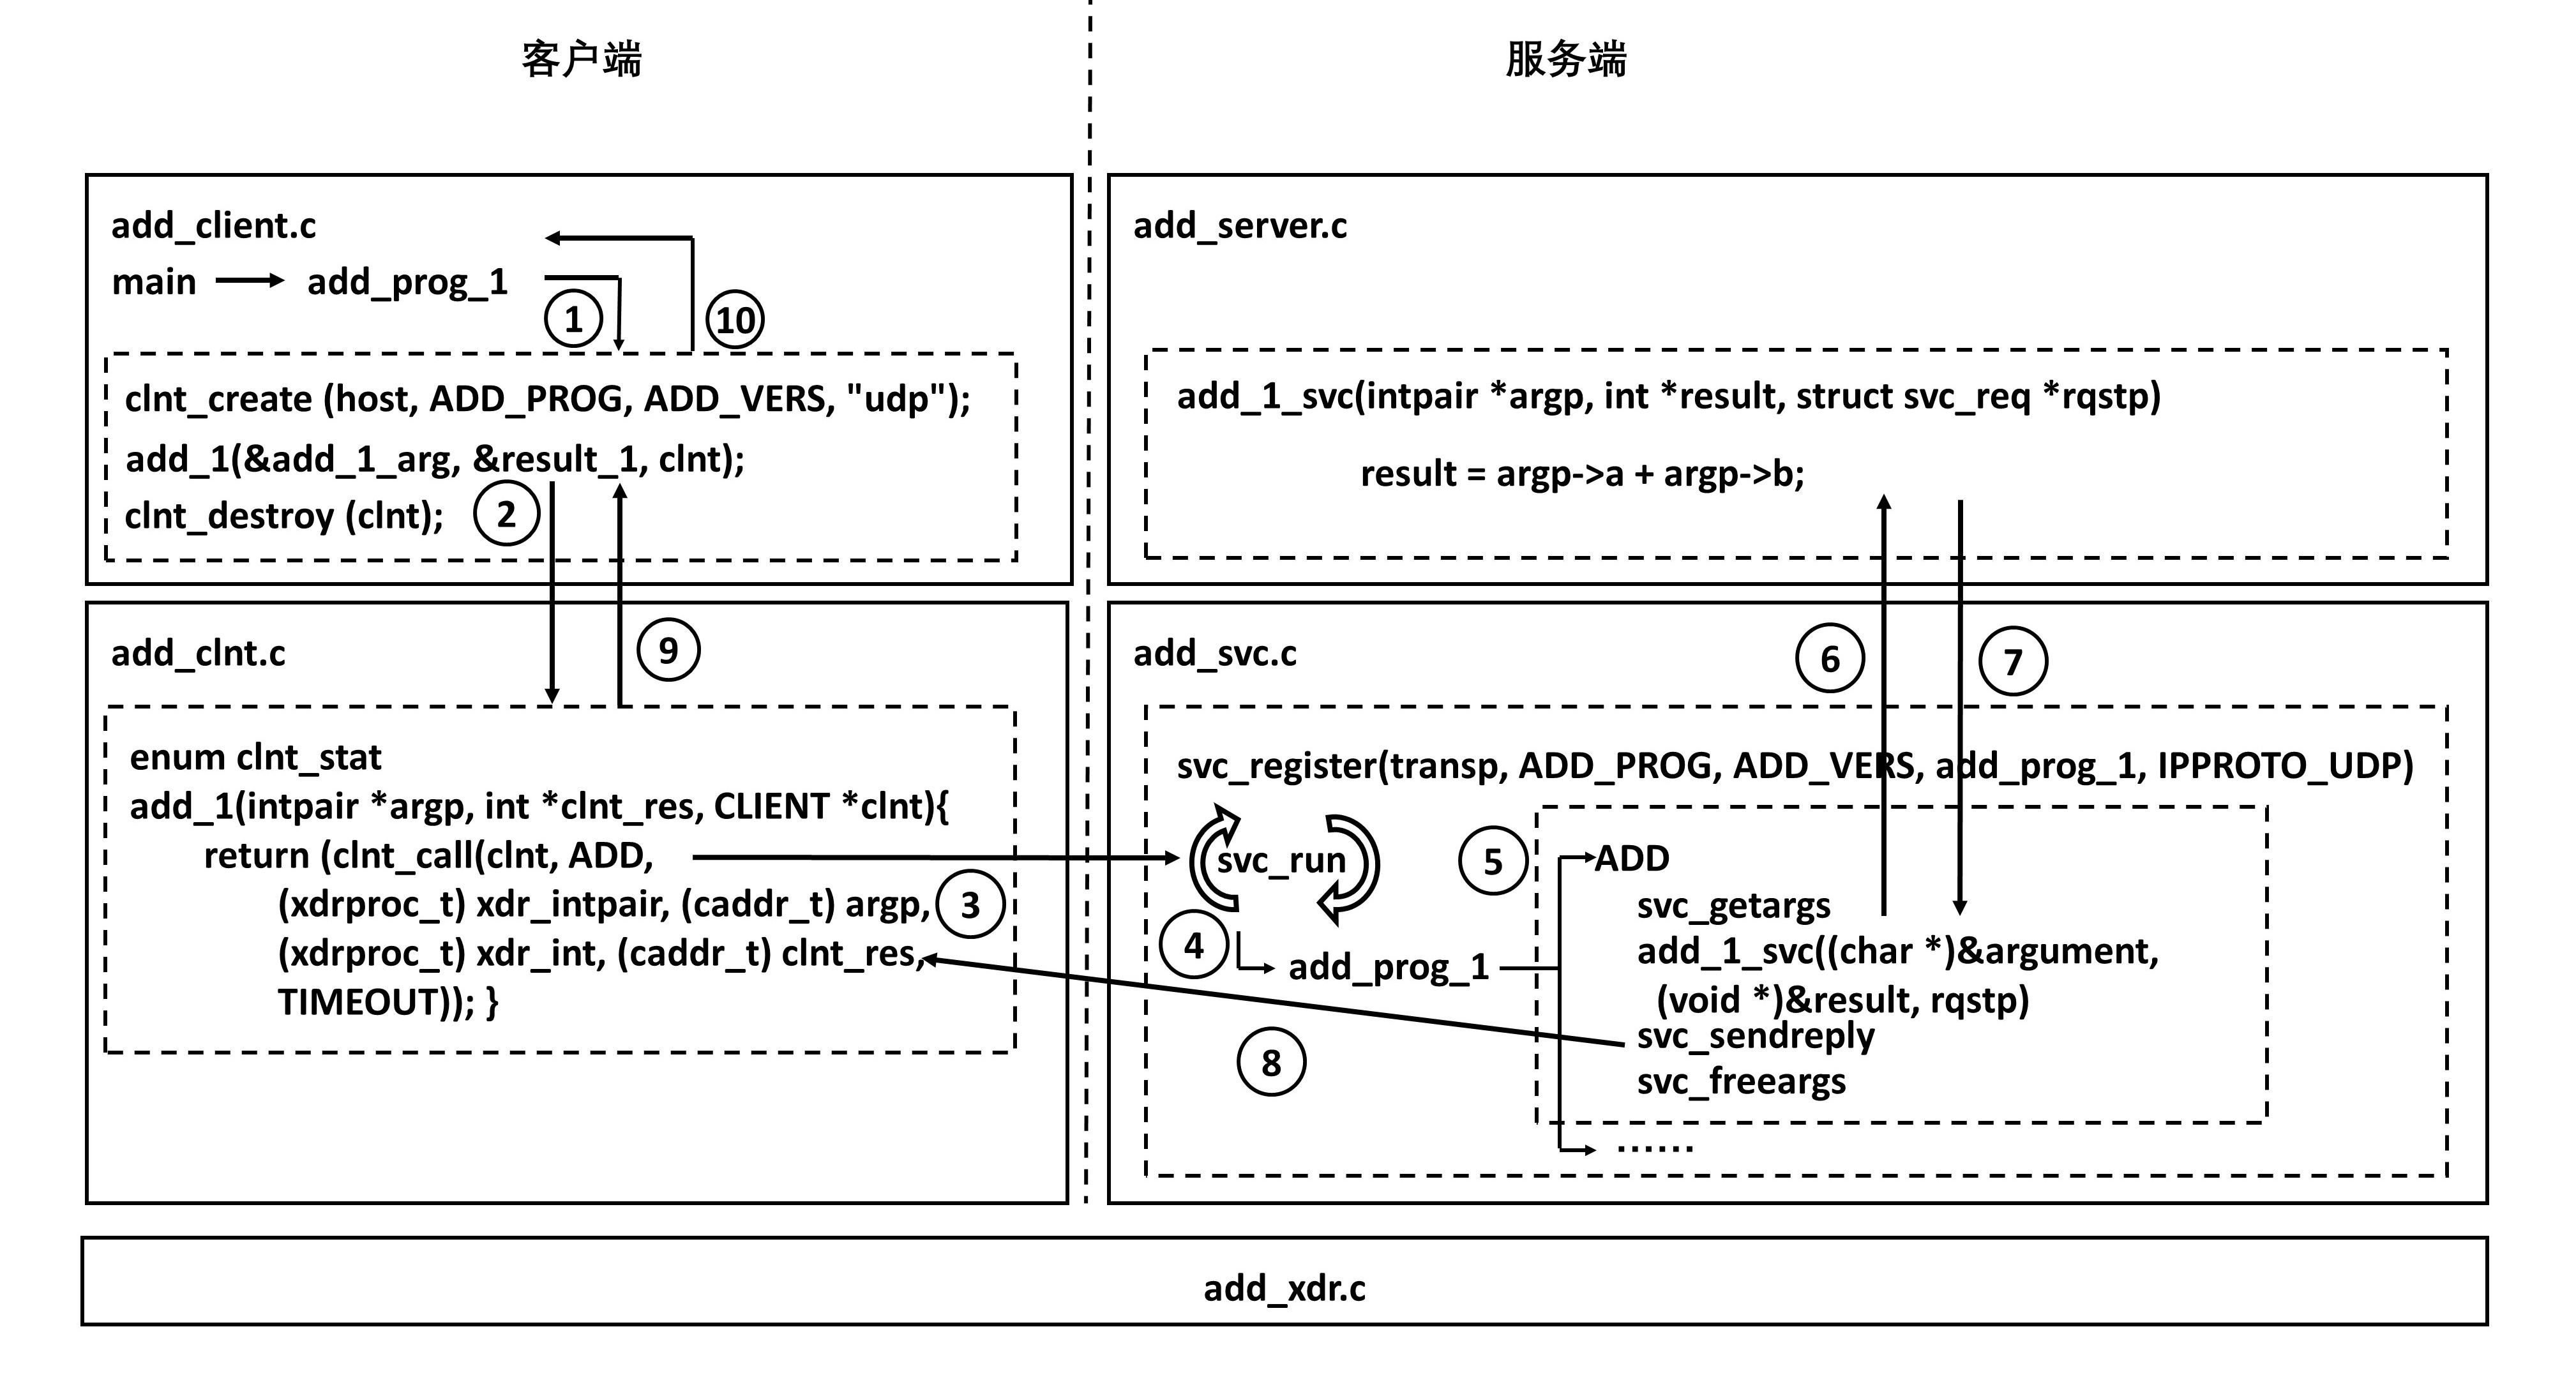 客户端
服务端
add_client.c
main add_prog_1
1
10
clnt_create (host, ADD_PROG, ADD_VERS, "udp");
add_1(&add_1_arg, &result_1, clnt);
clnt_destroy (clnt);
2
9
add_clnt.c
enum clnt_stat
add_1(intpair *argp, int *clnt_res, CLIENT *clnt){
return (clnt_call(clnt, ADD,
(xdrproc_t) xdr_intpair, (caddr_t) argp,
(xdrproc_t) xdr_int, (caddr_t) clnt_res,
TIMEOUT)); }
3
add_server.c
add_1_svc(intpair *argp, int *result, struct svc_req *rqstp)
result = argp->a + argp->b;
add_svc.c
6
7
svc_register(transp, ADD_PROG, ADD_VERS, add_prog_1, IPPROTO_UDP)
svc_run
4
add_prog_1
5
ADD
svc_getargs
add_1_svc((char *)&argument,
(void *)&result, rqstp)
svc_sendreply
svc_freeargs
......
8
add_xdr.c